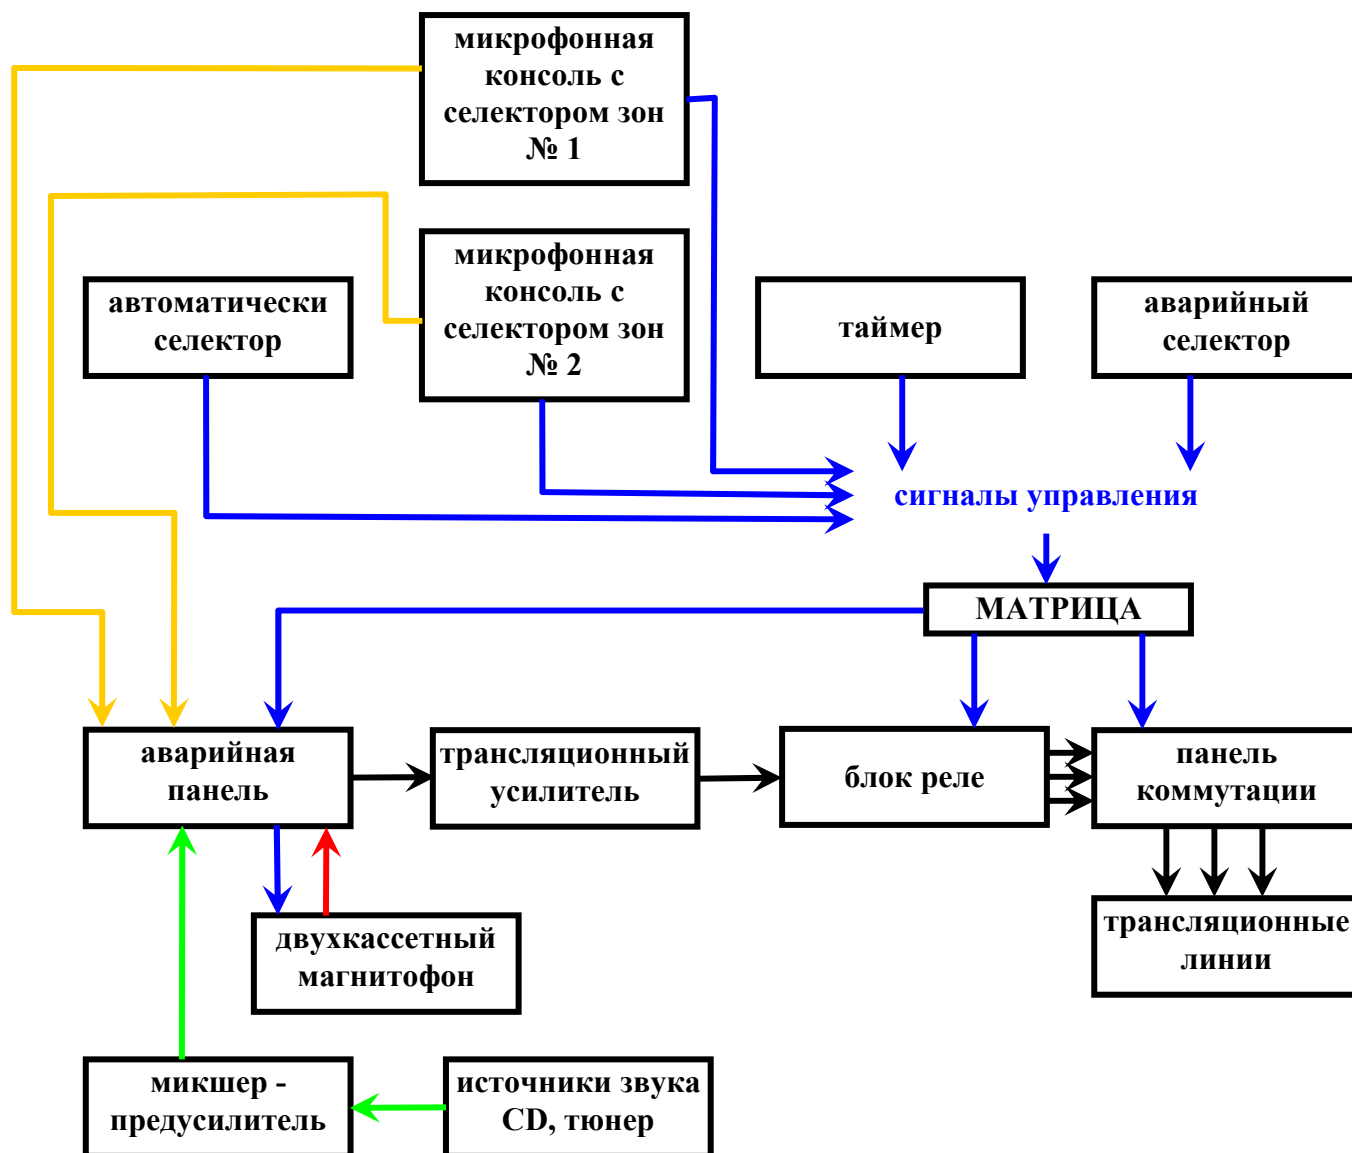 микрофонная
консоль с
селектором зон
№ 1
микрофонная
консоль с
селектором зон
№ 2
автоматически
селектор
таймер
аварийный
селектор
сигналы управления
МАТРИЦА
аварийная
панель
трансляционный
усилитель
блок реле
панель
коммутации
двухкассетный
магнитофон
трансляционные
линии
микшер -
предусилитель
источники звука
CD, тюнер